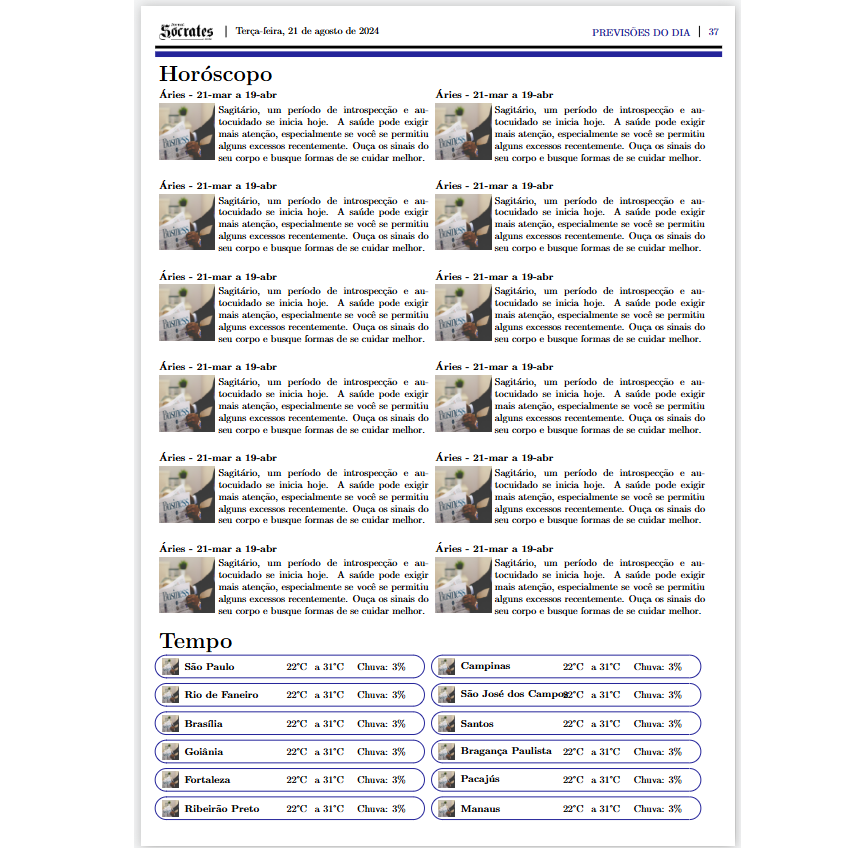 Jornal
Sócrates
Terça-feira, 21 de agosto de 2024
PREVISÕES DO DIA
37
Horóscopo
Áries - 21-mar a 19-abr
Sagitário, um período de introspecção e au-
tocuidado se inicia hoje. A saúde pode exigir
mais atenção, especialmente se você se permitiu
alguns excessos recentemente. Ouça os sinais do
seu corpo e busque formas de se cuidar melhor.
Áries - 21-mar a 19-abr
Sagitário, um período de introspecção e au-
tocuidado se inicia hoje. A saúde pode exigir
mais atenção, especialmente se você se permitiu
alguns excessos recentemente. Ouça os sinais do
seu corpo e busque formas de se cuidar melhor.
Áries - 21-mar a 19-abr
Sagitário, um período de introspecção e au-
tocuidado se inicia hoje. A saúde pode exigir
mais atenção, especialmente se você se permitiu
alguns excessos recentemente. Ouça os sinais do
seu corpo e busque formas de se cuidar melhor.
Áries - 21-mar a 19-abr
Sagitário, um período de introspecção e au-
tocuidado se inicia hoje. A saúde pode exigir
mais atenção, especialmente se você se permitiu
alguns excessos recentemente. Ouça os sinais do
seu corpo e busque formas de se cuidar melhor.
Áries - 21-mar a 19-abr
Sagitário, um período de introspecção e au-
tocuidado se inicia hoje. A saúde pode exigir
mais atenção, especialmente se você se permitiu
alguns excessos recentemente. Ouça os sinais do
seu corpo e busque formas de se cuidar melhor.
Áries - 21-mar a 19-abr
Sagitário, um período de introspecção e au-
tocuidado se inicia hoje. A saúde pode exigir
mais atenção, especialmente se você se permitiu
alguns excessos recentemente. Ouça os sinais do
seu corpo e busque formas de se cuidar melhor.
Áries - 21-mar a 19-abr
Sagitário, um período de introspecção e au-
tocuidado se inicia hoje. A saúde pode exigir
mais atenção, especialmente se você se permitiu
alguns excessos recentemente. Ouça os sinais do
seu corpo e busque formas de se cuidar melhor.
Áries - 21-mar a 19-abr
Sagitário, um período de introspecção e au-
tocuidado se inicia hoje. A saúde pode exigir
mais atenção, especialmente se você se permitiu
alguns excessos recentemente. Ouça os sinais do
seu corpo e busque formas de se cuidar melhor.
Áries - 21-mar a 19-abr
Sagitário, um período de introspecção e au-
tocuidado se inicia hoje. A saúde pode exigir
mais atenção, especialmente se você se permitiu
alguns excessos recentemente. Ouça os sinais do
seu corpo e busque formas de se cuidar melhor.
Áries - 21-mar a 19-abr
Sagitário, um período de introspecção e au-
tocuidado se inicia hoje. A saúde pode exigir
mais atenção, especialmente se você se permitiu
alguns excessos recentemente. Ouça os sinais do
seu corpo e busque formas de se cuidar melhor.
Áries - 21-mar a 19-abr
Sagitário, um período de introspecção e au-
tocuidado se inicia hoje. A saúde pode exigir
mais atenção, especialmente se você se permitiu
alguns excessos recentemente. Ouça os sinais do
seu corpo e busque formas de se cuidar melhor.
Áries - 21-mar a 19-abr
Sagitário, um período de introspecção e au-
tocuidado se inicia hoje. A saúde pode exigir
mais atenção, especialmente se você se permitiu
alguns excessos recentemente. Ouça os sinais do
seu corpo e busque formas de se cuidar melhor.
Tempo
São Paulo 22°C a 31°C Chuva: 3%
Campinas 22°C a 31°C Chuva: 3%
Rio de Faneiro 22°C a 31°C Chuva: 3%
São José dos Campos 22°C a 31°C Chuva: 3%
Brasília 22°C a 31°C Chuva: 3%
Santos 22°C a 31°C Chuva: 3%
Goiânia 22°C a 31°C Chuva: 3%
Bragança Paulista 22°C a 31°C Chuva: 3%
Fortaleza 22°C a 31°C Chuva: 3%
Pacajús 22°C a 31°C Chuva: 3%
Ribeirão Preto 22°C a 31°C Chuva: 3%
Manaus 22°C a 31°C Chuva: 3%